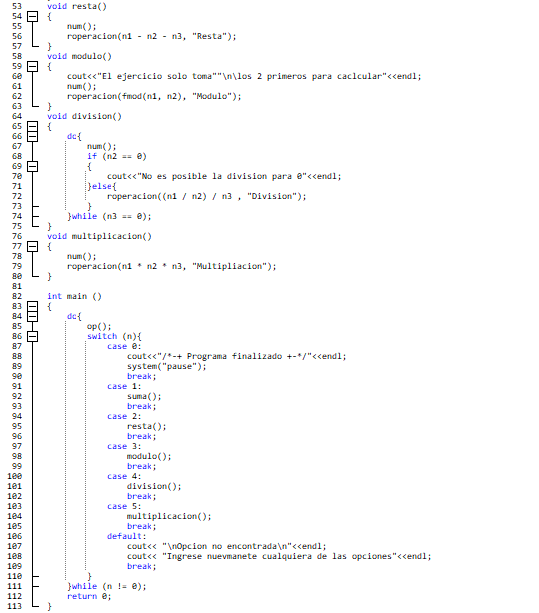 53 void resta()
54 {
55 num();
56 roperacion(n1 - n2 - n3, "Resta");
57 }
58 void modulo()
59 {
60 cout<<"El ejercicio solo toma""\n\los 2 primeros para caclcular"<<endl;
61 num();
62 roperacion(fmod(n1, n2), "Modulo");
63 }
64 void division()
65 {
66 do{
67 num();
68 if (n2 == 0)
69 {
70 cout<<"No es posible la division para 0"<<endl;
71 }else{
72 roperacion((n1 / n2) / n3 , "Division");
73 }
74 }while (n3 == 0);
75 }
76 void multiplicacion()
77 {
78 num();
79 roperacion(n1 * n2 * n3, "Multipliacion");
80 }
81
82 int main ()
83 {
84 do{
85 op();
86 switch (n){
87 case 0:
88 cout<<"/*-+ Programa finalizado +-*/"<<endl;
89 system("pause");
90 break;
91 case 1:
92 suma();
93 break;
94 case 2:
95 resta();
96 break;
97 case 3:
98 modulo();
99 break;
100 case 4:
101 division();
102 break;
103 case 5:
104 multiplicacion();
105 break;
106 default:
107 cout<< "\nOpcion no encontrada\n"<<endl;
108 cout<< "Ingrese nuevmanete cualquiera de las opciones"<<endl;
109 break;
110 }
111 }while (n != 0);
112 return 0;
113 }